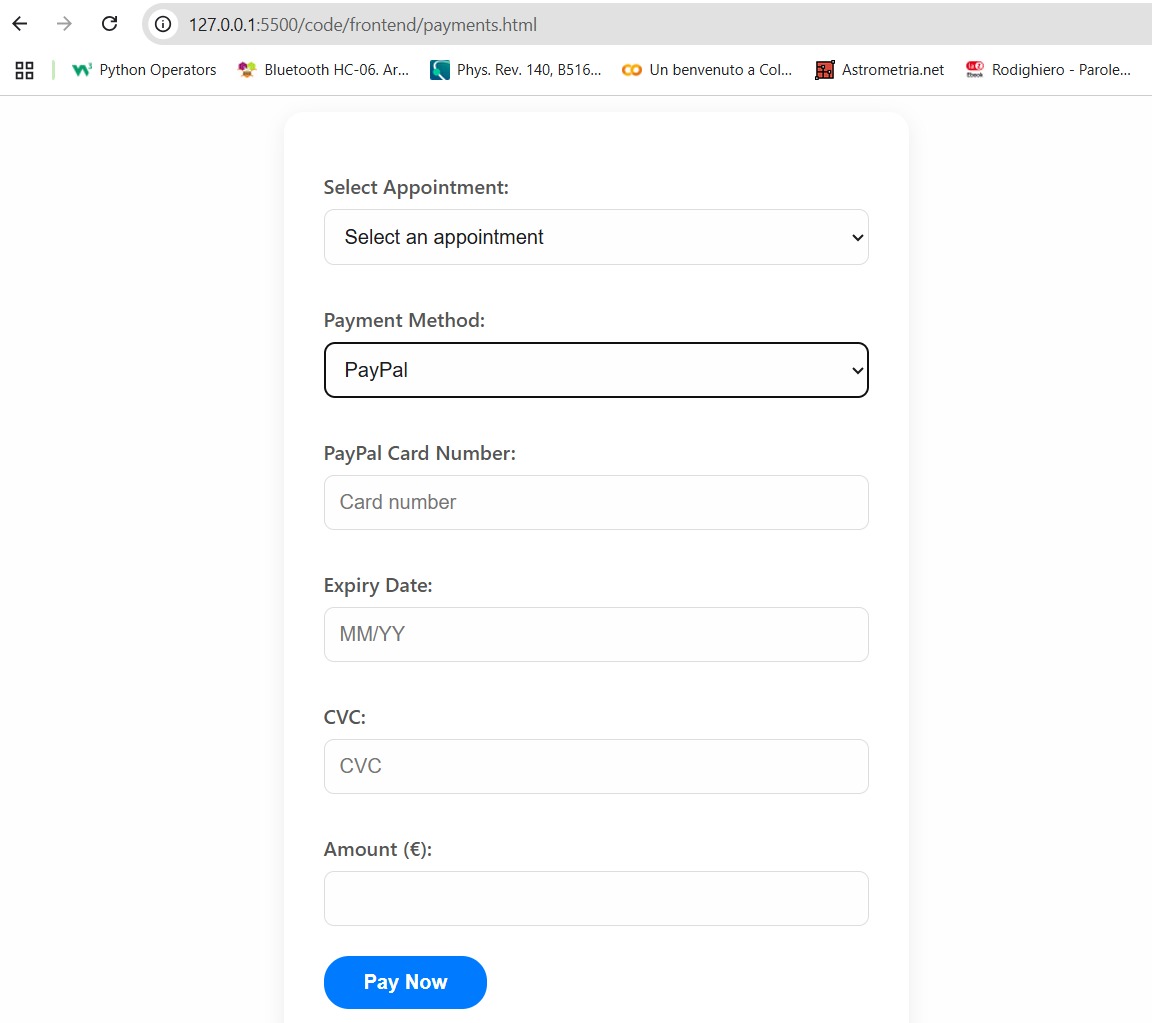 127.0.0.1:5500/code/frontend/payments.html
Python Operators Bluetooth HC-06. Ar... Phys. Rev. 140, B516... Un benvenuto a Col... Astrometria.net Rodighiero - Parole...
Select Appointment:
Select an appointment
Payment Method:
PayPal
PayPal Card Number:
Card number
Expiry Date:
MM/YY
CVC:
CVC
Amount (€):
Pay Now